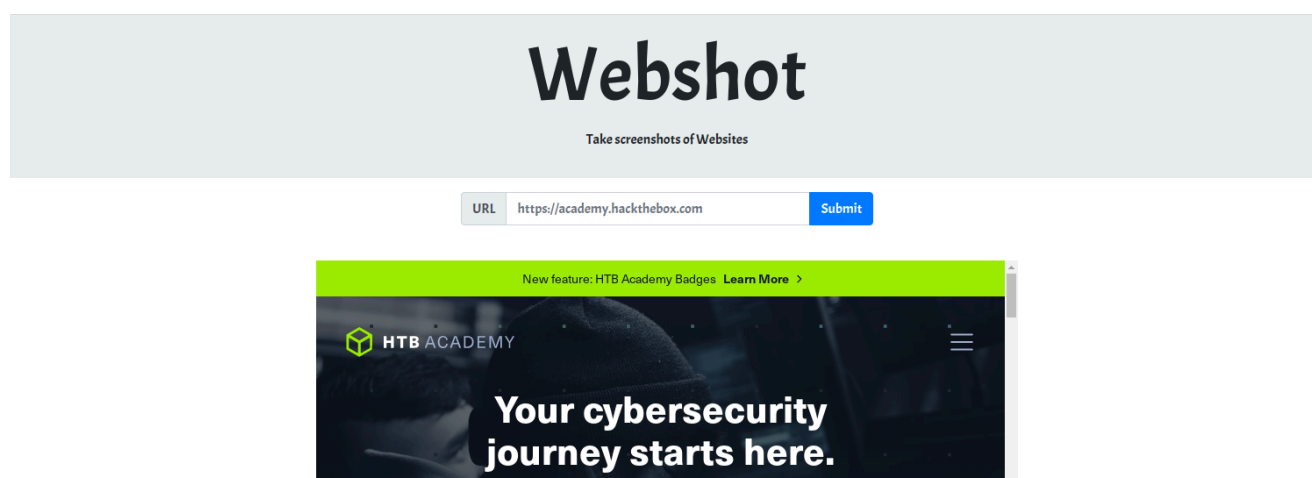 Webshot
Take screenshots of Websites
URL https://academy.hackthebox.com Submit
New feature: HTB Academy Badges Learn More >
HTB ACADEMY
Your cybersecurity
journey starts here.